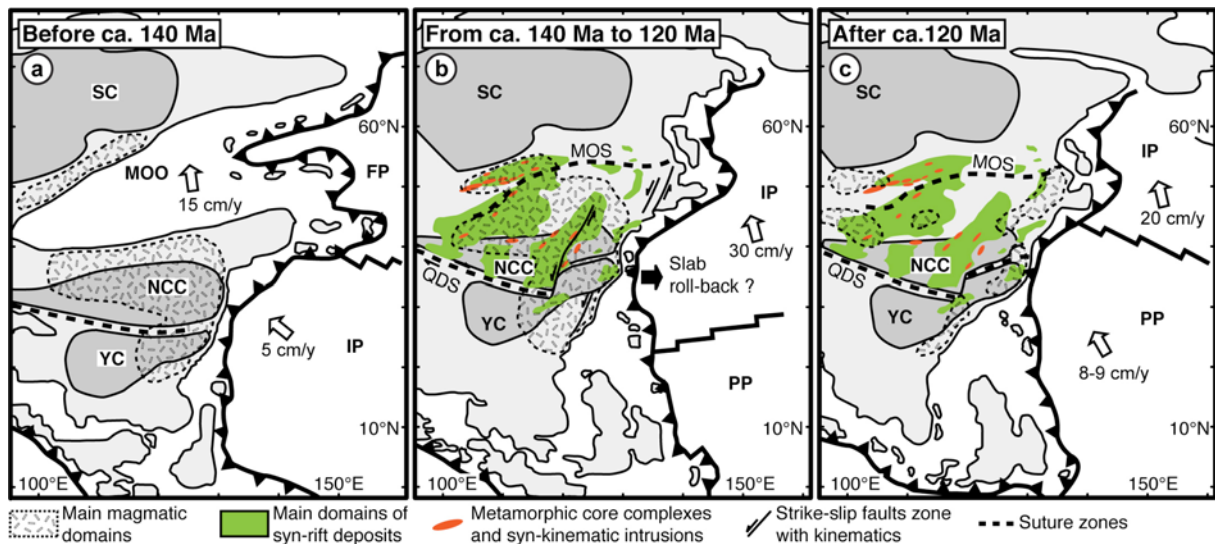 Before ca. 140 Ma
a
SC
60°N
MOO
FP
15 cm/y
NCC
5 cm/y
YC
IP
10°N
100°E
150°E
From ca. 140 Ma to 120 Ma
b
SC
60°N
MOS
IP
30 cm/y
NCC
QDS
Slab
roll-back ?
YC
PP
10°N
100°E
150°E
After ca.120 Ma
c
SC
60°N
IP
MOS
20 cm/y
NCC
QDS
YC
PP
8-9 cm/y
10°N
100°E
150°E
Main magmatic
domains
Main domains of
syn-rift deposits
Metamorphic core complexes
and syn-kinematic intrusions
Strike-slip faults zone
with kinematics
Suture zones